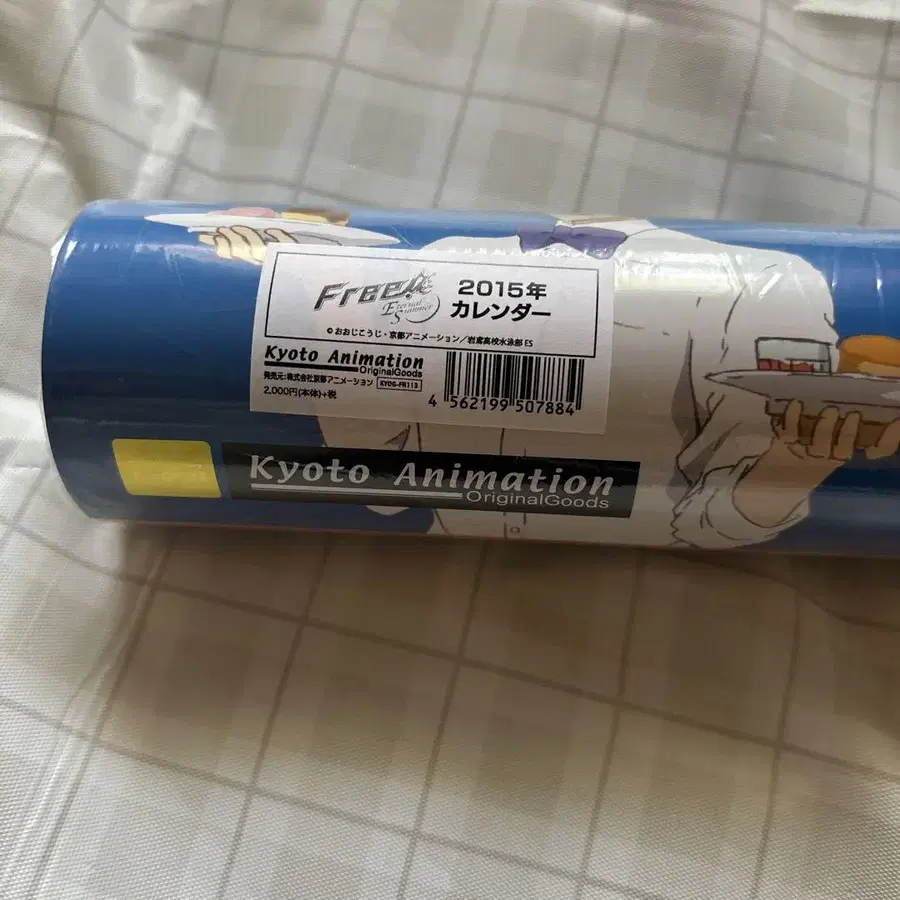 Free!
Eternal Summer
2015年
カレンダー
© おおじこうじ・京都アニメーション／岩鳶高校水泳部 ES
Kyoto Animation
OriginalGoods
発売元:株式会社京都アニメーション
KYOG-FR113
2,000円(本体)+税
4 562199 507884
Kyoto Animation
OriginalGoods